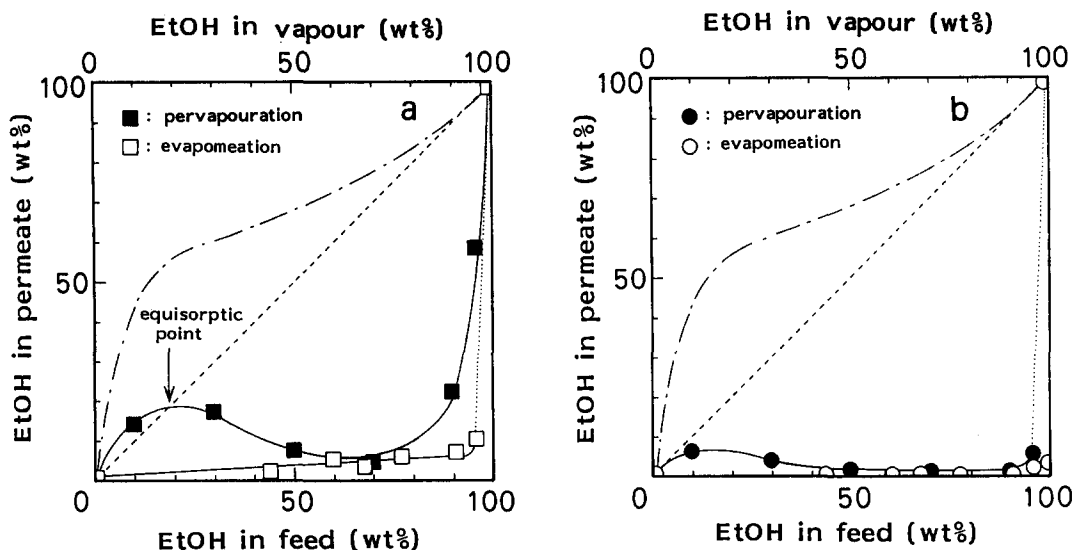 EtOH in vapour (wt%)
0 50 100
100
a
■ : pervapouration
□ : evapomeation
EtOH in permeate (wt%)
50
equisorptic
point
50 100
EtOH in feed (wt%)
EtOH in vapour (wt%)
0 50 100
100
b
● : pervapouration
○ : evapomeation
EtOH in permeate (wt%)
50
0 50 100
EtOH in feed (wt%)